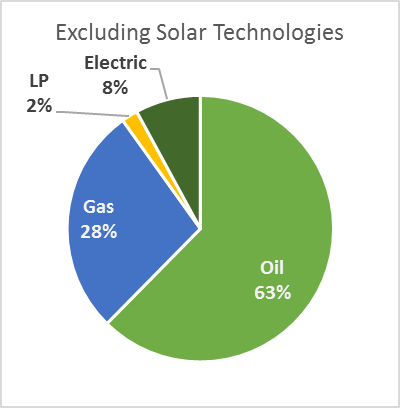 Excluding Solar Technologies
Electric
8%
LP
2%
Gas
28%
Oil
63%